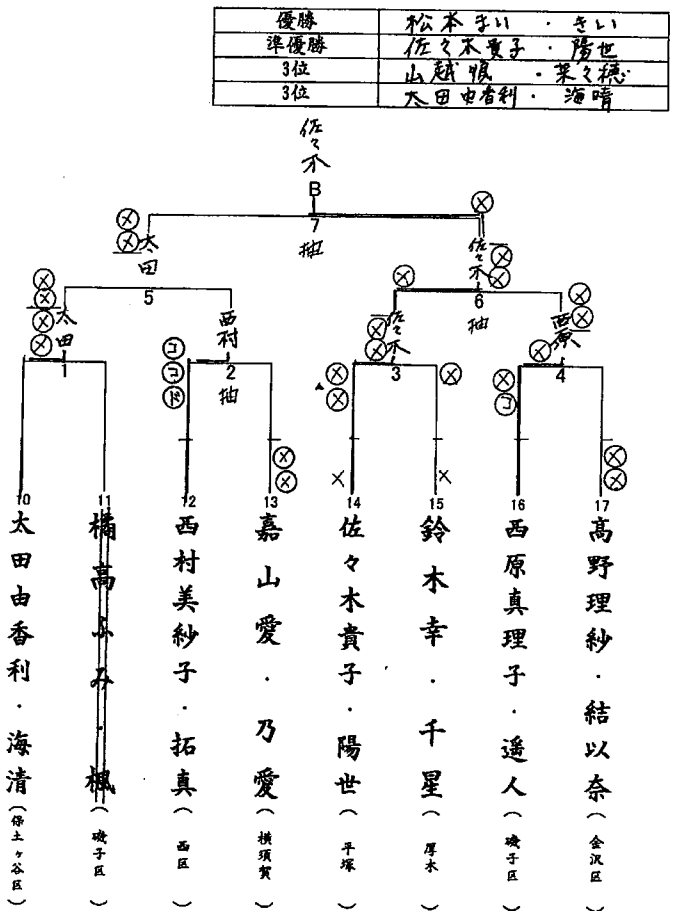 優勝 松本まい・きい
準優勝 佐々木貴子・陽世
3位 山越 ・菜々穂
3位 太田由香利・海晴
佐々木
B
7
抽
太田
佐々木
5
6
抽
太田
西村
佐々木
西原
1
2
抽
3
4
コ
コ
ド
コ
10
太田由香利・海清(保土ヶ谷区)
11
橘高ふみ・楓(磯子区)
12
西村美紗子・拓真(西区)
13
嘉山愛・乃愛(横須賀)
14
佐々木貴子・陽世(平塚)
15
鈴木幸・千星(厚木)
16
西原真理子・遥人(磯子区)
17
高野理紗・結以奈(金沢区)